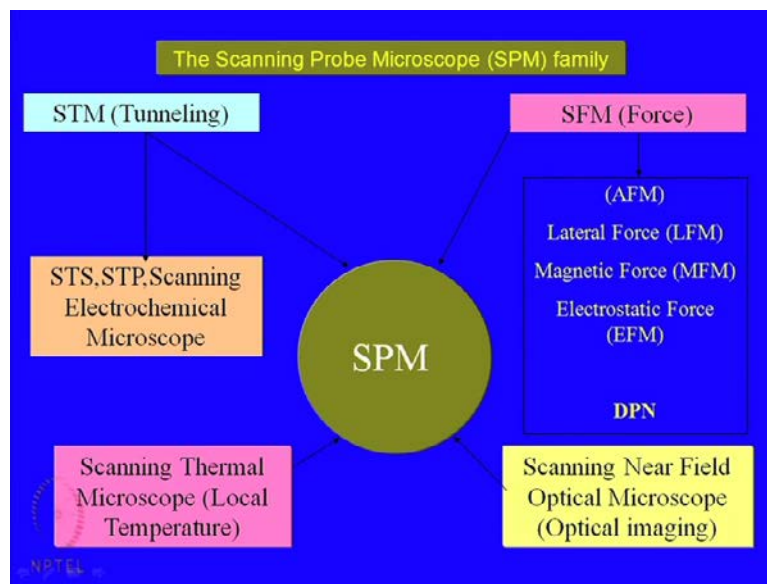 The Scanning Probe Microscope (SPM) family
STM (Tunneling)
SFM (Force)
(AFM)
Lateral Force (LFM)
Magnetic Force (MFM)
Electrostatic Force
(EFM)
DPN
STS,STP,Scanning
Electrochemical
Microscope
SPM
Scanning Thermal
Microscope (Local
Temperature)
Scanning Near Field
Optical Microscope
(Optical imaging)
NPTEL